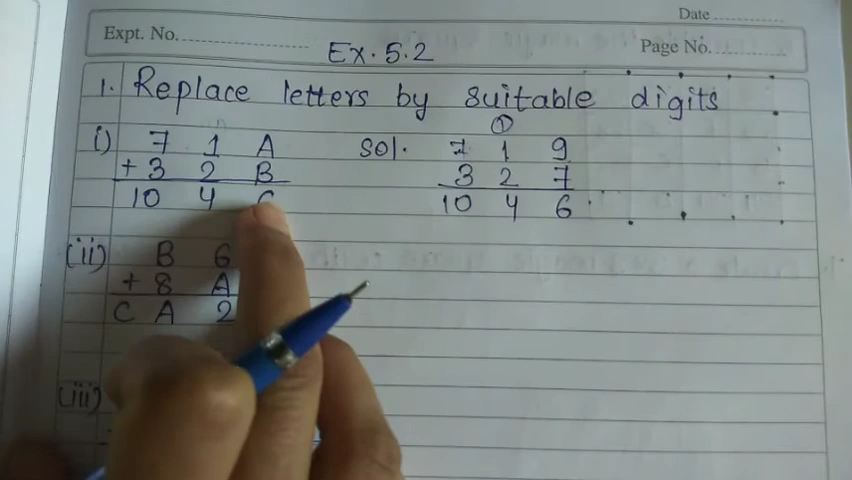 Date
Expt. No.
Ex. 5.2
Page No.
1. Replace letters by suitable digits
①
i) 7 1 A sol. 7 1 9
+ 3 2 B 3 2 7
10 4 C 10 4 6
(ii) B 6
+ 8 A
C A 2
(iii)